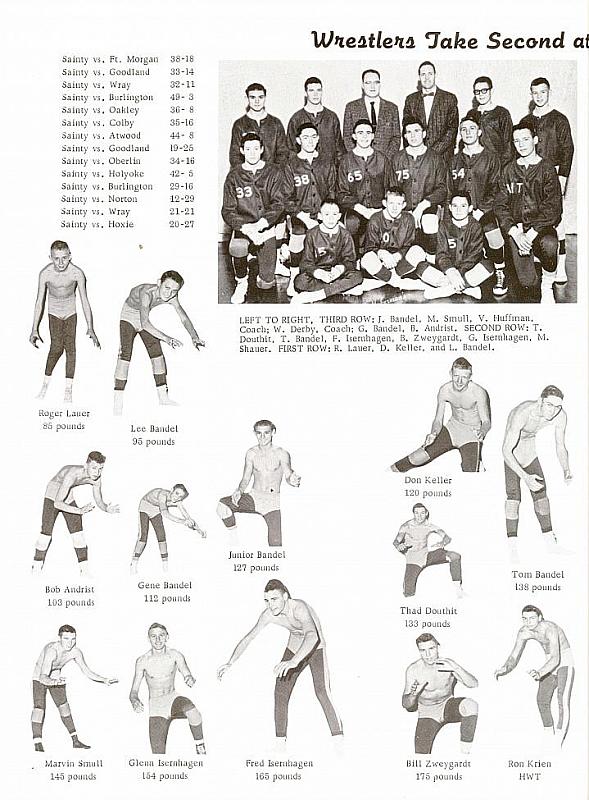 Wrestlers Take Second at
Sainty vs. Ft. Morgan 38-18
Sainty vs. Goodland 33-14
Sainty vs. Wray 32-11
Sainty vs. Burlington 49- 3
Sainty vs. Oakley 36- 8
Sainty vs. Colby 35-16
Sainty vs. Atwood 44- 8
Sainty vs. Goodland 19-25
Sainty vs. Oberlin 34-16
Sainty vs. Holyoke 42- 5
Sainty vs. Burlington 29-16
Sainty vs. Norton 12-29
Sainty vs. Wray 21-21
Sainty vs. Hoxie 20-27
33 38 65 75 54
LEFT TO RIGHT, THIRD ROW: J. Bandel, M. Smull, V. Huffman,
Coach; W. Derby, Coach; G. Bandel, B. Andrist. SECOND ROW: T.
Douthit, T. Bandel, F. Isernhagen, B. Zweygardt, G. Isernhagen, M.
Shauer. FIRST ROW: R. Lauer, D. Keller, and L. Bandel.
Roger Lauer
85 pounds
Lee Bandel
95 pounds
Don Keller
120 pounds
Bob Andrist
103 pounds
Gene Bandel
112 pounds
Junior Bandel
127 pounds
Thad Douthit
133 pounds
Tom Bandel
138 pounds
Marvin Smull
145 pounds
Glenn Isernhagen
154 pounds
Fred Isernhagen
165 pounds
Bill Zweygardt
175 pounds
Ron Krien
HWT